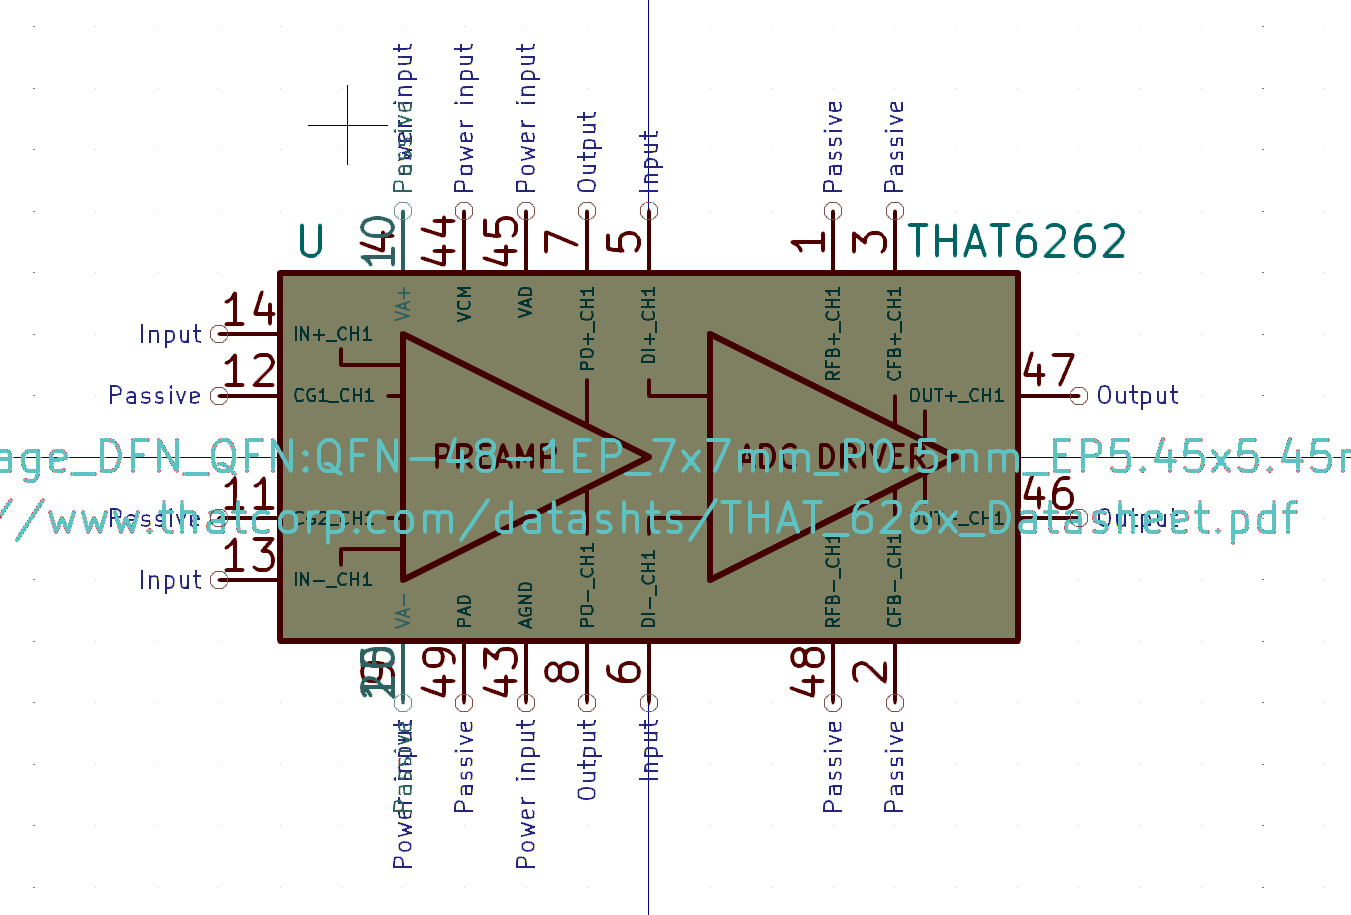 Power input
Power input
Power input
Output
Input
Passive
Passive
Passive
10
44
45
7
5
1
3
U
THAT6262
VA+
VCM
VAD
PO+_CH1
DI+_CH1
RFB+_CH1
CFB+_CH1
Input
14
IN+_CH1
Passive
12
CG1_CH1
OUT+_CH1
47
Output
PREAMP
ADC DRIVER
age_DFN_QFN:QFN-48-1EP_7x7mm_P0.5mm_EP5.45x5.45m
Passive
11
CG2_CH1
OUT-_CH1
46
Output
//www.thatcorp.com/datashts/THAT_626x_Datasheet.pdf
Input
13
IN-_CH1
VA-
PAD
AGND
PO-_CH1
DI-_CH1
RFB-_CH1
CFB-_CH1
49
43
8
6
48
2
Power input
Passive
Passive
Power input
Output
Input
Passive
Passive